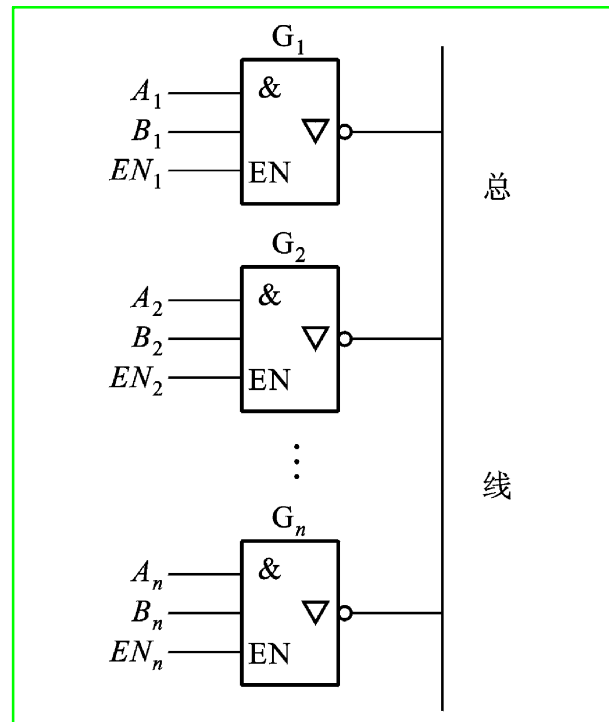 G₁
A₁ &
B₁ ▽
EN₁ EN
总
G₂
A₂ &
B₂ ▽
EN₂ EN
⋮
线
Gₙ
Aₙ &
Bₙ ▽
ENₙ EN